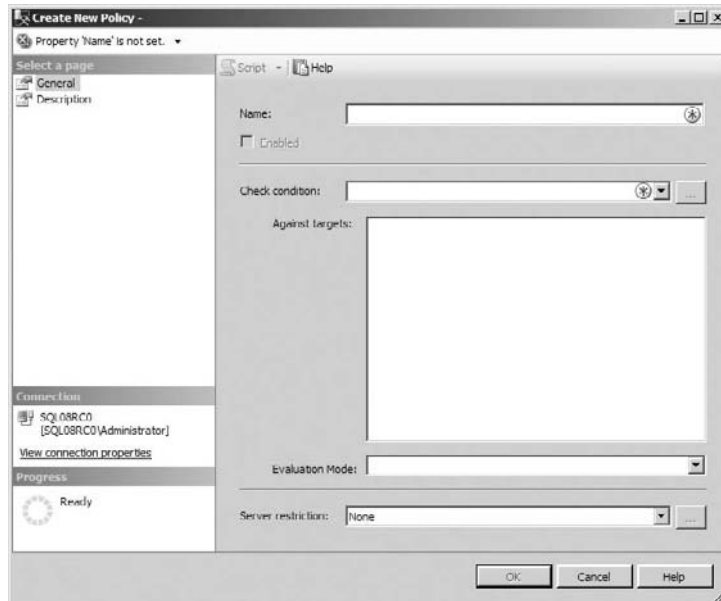 Create New Policy -
Property 'Name' is not set.
Select a page
General
Description
Script
Help
Name:
Enabled
Check condition:
...
Against targets:
Evaluation Mode:
Server restriction:
None
...
Connection
SQL08RC0
[SQL08RC0\Administrator]
View connection properties
Progress
Ready
OK
Cancel
Help